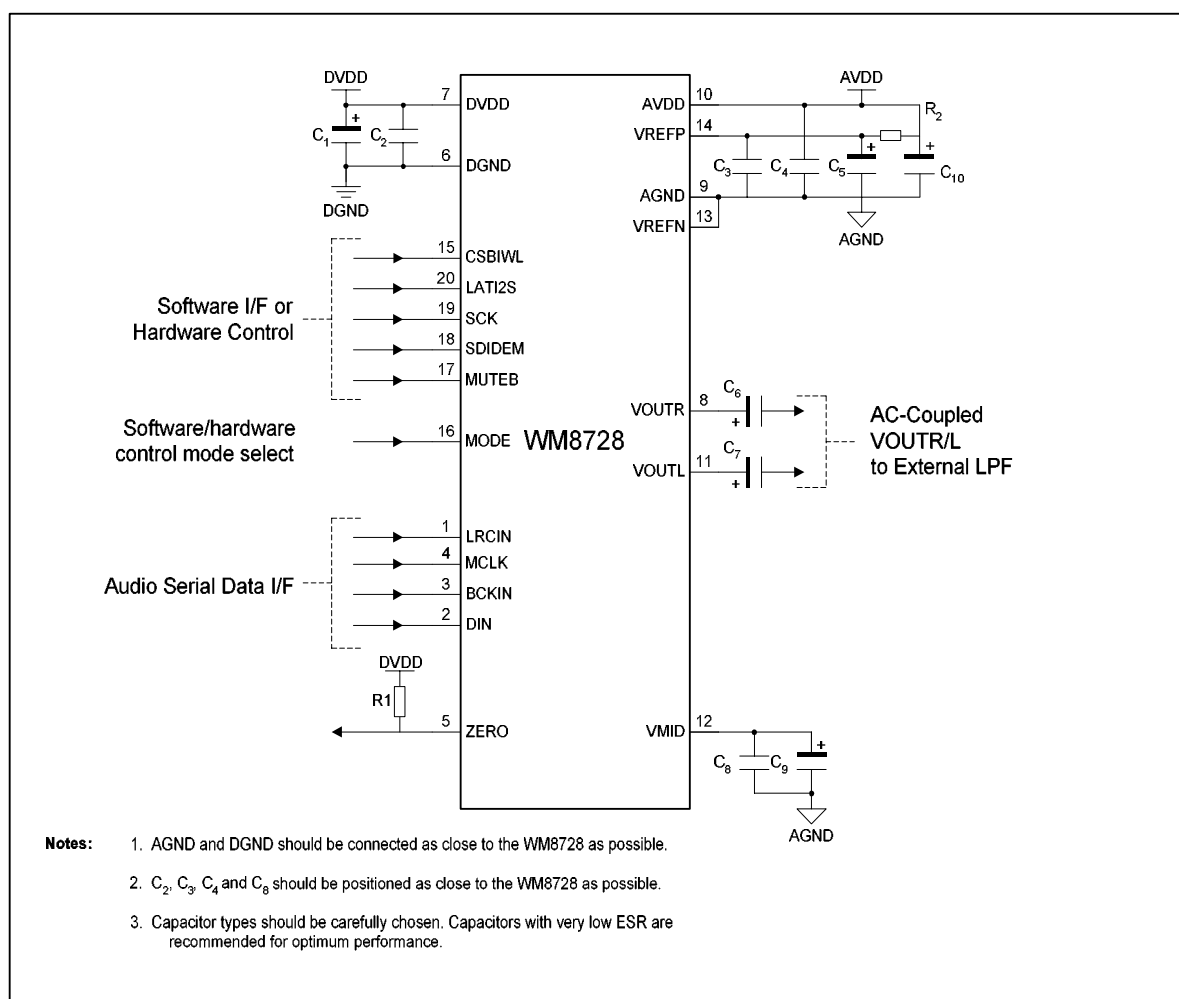 DVDD
7 DVDD
C1 +
C2
6 DGND
DGND
AVDD
AVDD 10
R2
VREFP 14
C3
C4
C5 +
+ C10
AGND 9
VREFN 13
AGND
15 CSBIWL
20 LATI2S
19 SCK
18 SDIDEM
17 MUTEB
Software I/F or
Hardware Control
Software/hardware
control mode select
16 MODE
WM8728
VOUTR 8
C6 +
VOUTL 11
C7 +
AC-Coupled
VOUTR/L
to External LPF
Audio Serial Data I/F
1 LRCIN
4 MCLK
3 BCKIN
2 DIN
DVDD
R1
5 ZERO
VMID 12
C8
C9 +
AGND
Notes: 1. AGND and DGND should be connected as close to the WM8728 as possible.
2. C2, C3, C4 and C8 should be positioned as close to the WM8728 as possible.
3. Capacitor types should be carefully chosen. Capacitors with very low ESR are
recommended for optimum performance.